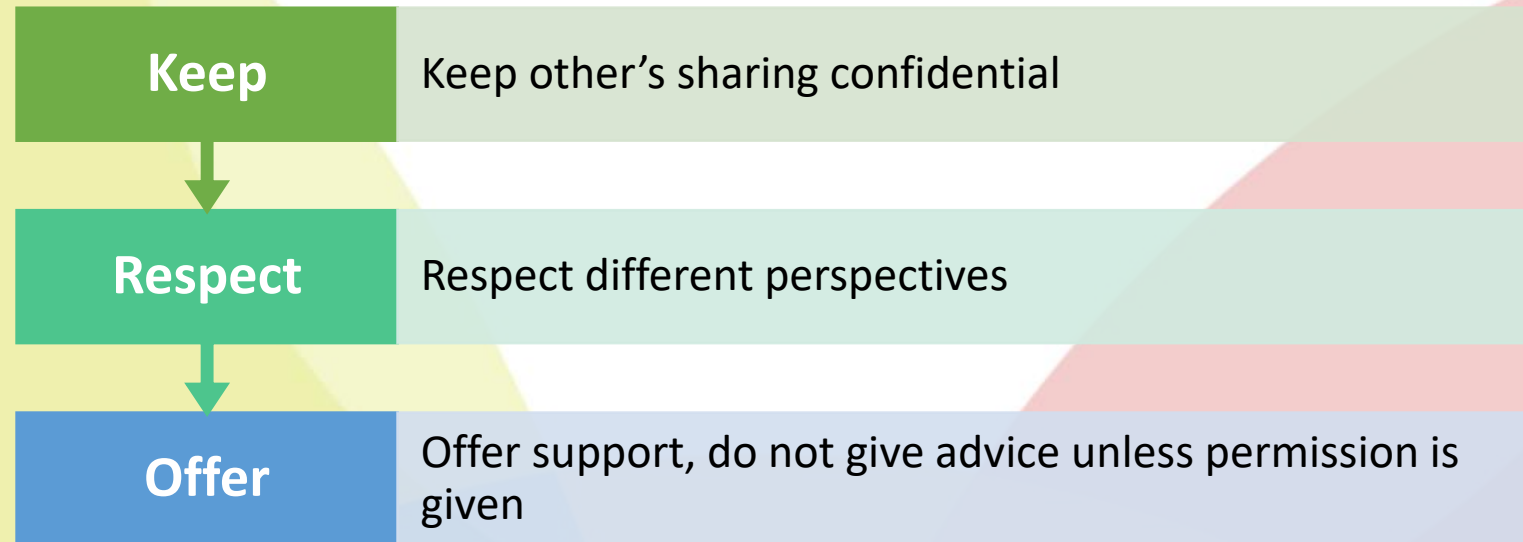 Keep
Keep other’s sharing confidential
Respect
Respect different perspectives
Offer
Offer support, do not give advice unless permission is
given